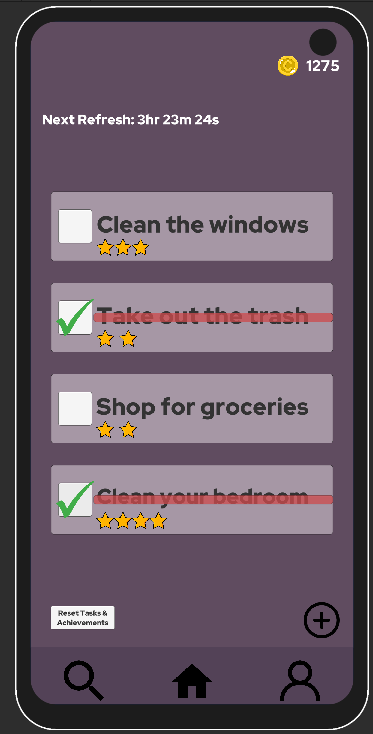 1275
Next Refresh: 3hr 23m 24s
Clean the windows
Take out the trash
Shop for groceries
Clean your bedroom
Reset Tasks &
Achievements